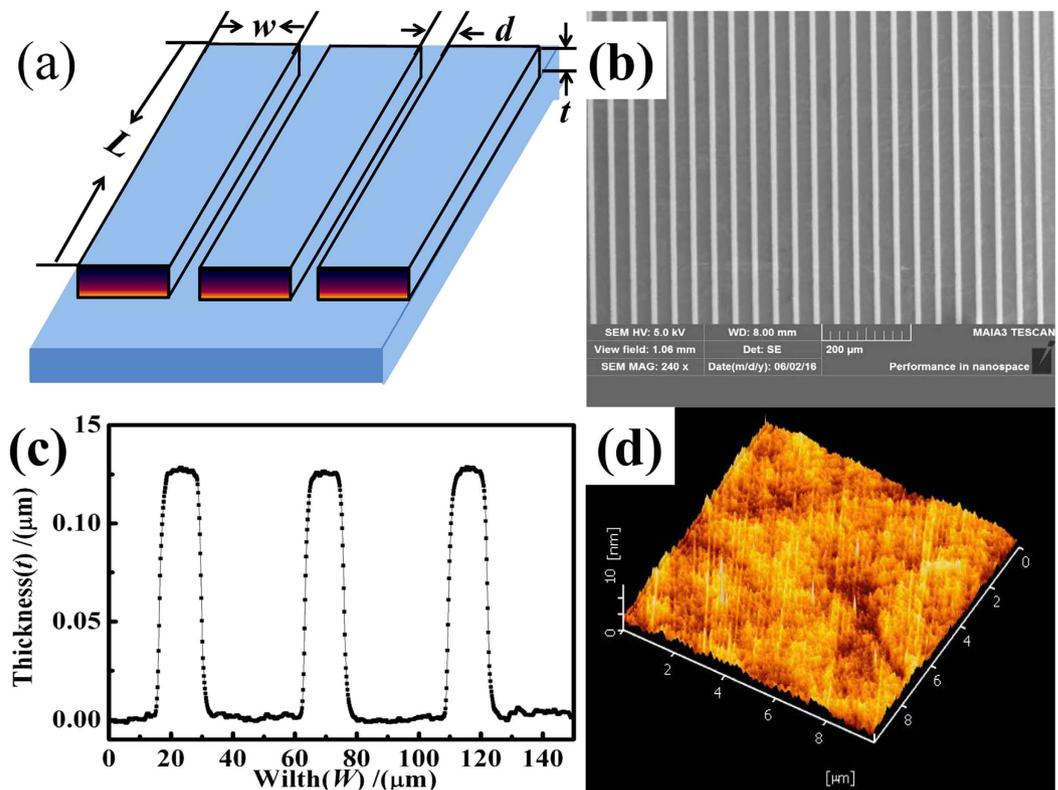 (a)
w
d
t
L
(b)
SEM HV: 5.0 kV WD: 8.00 mm MAIA3 TESCAN
View field: 1.06 mm Det: SE 200 µm
SEM MAG: 240 x Date(m/d/y): 06/02/16 Performance in nanospace
(c)
Thickness(t) /(µm)
15
0.10
0.05
0.00
0 20 40 60 80 100 120 140
Wilth(W) /(µm)
(d)
10 [nm]
0
2 4 6 8
[µm]
0
2
4
6
8